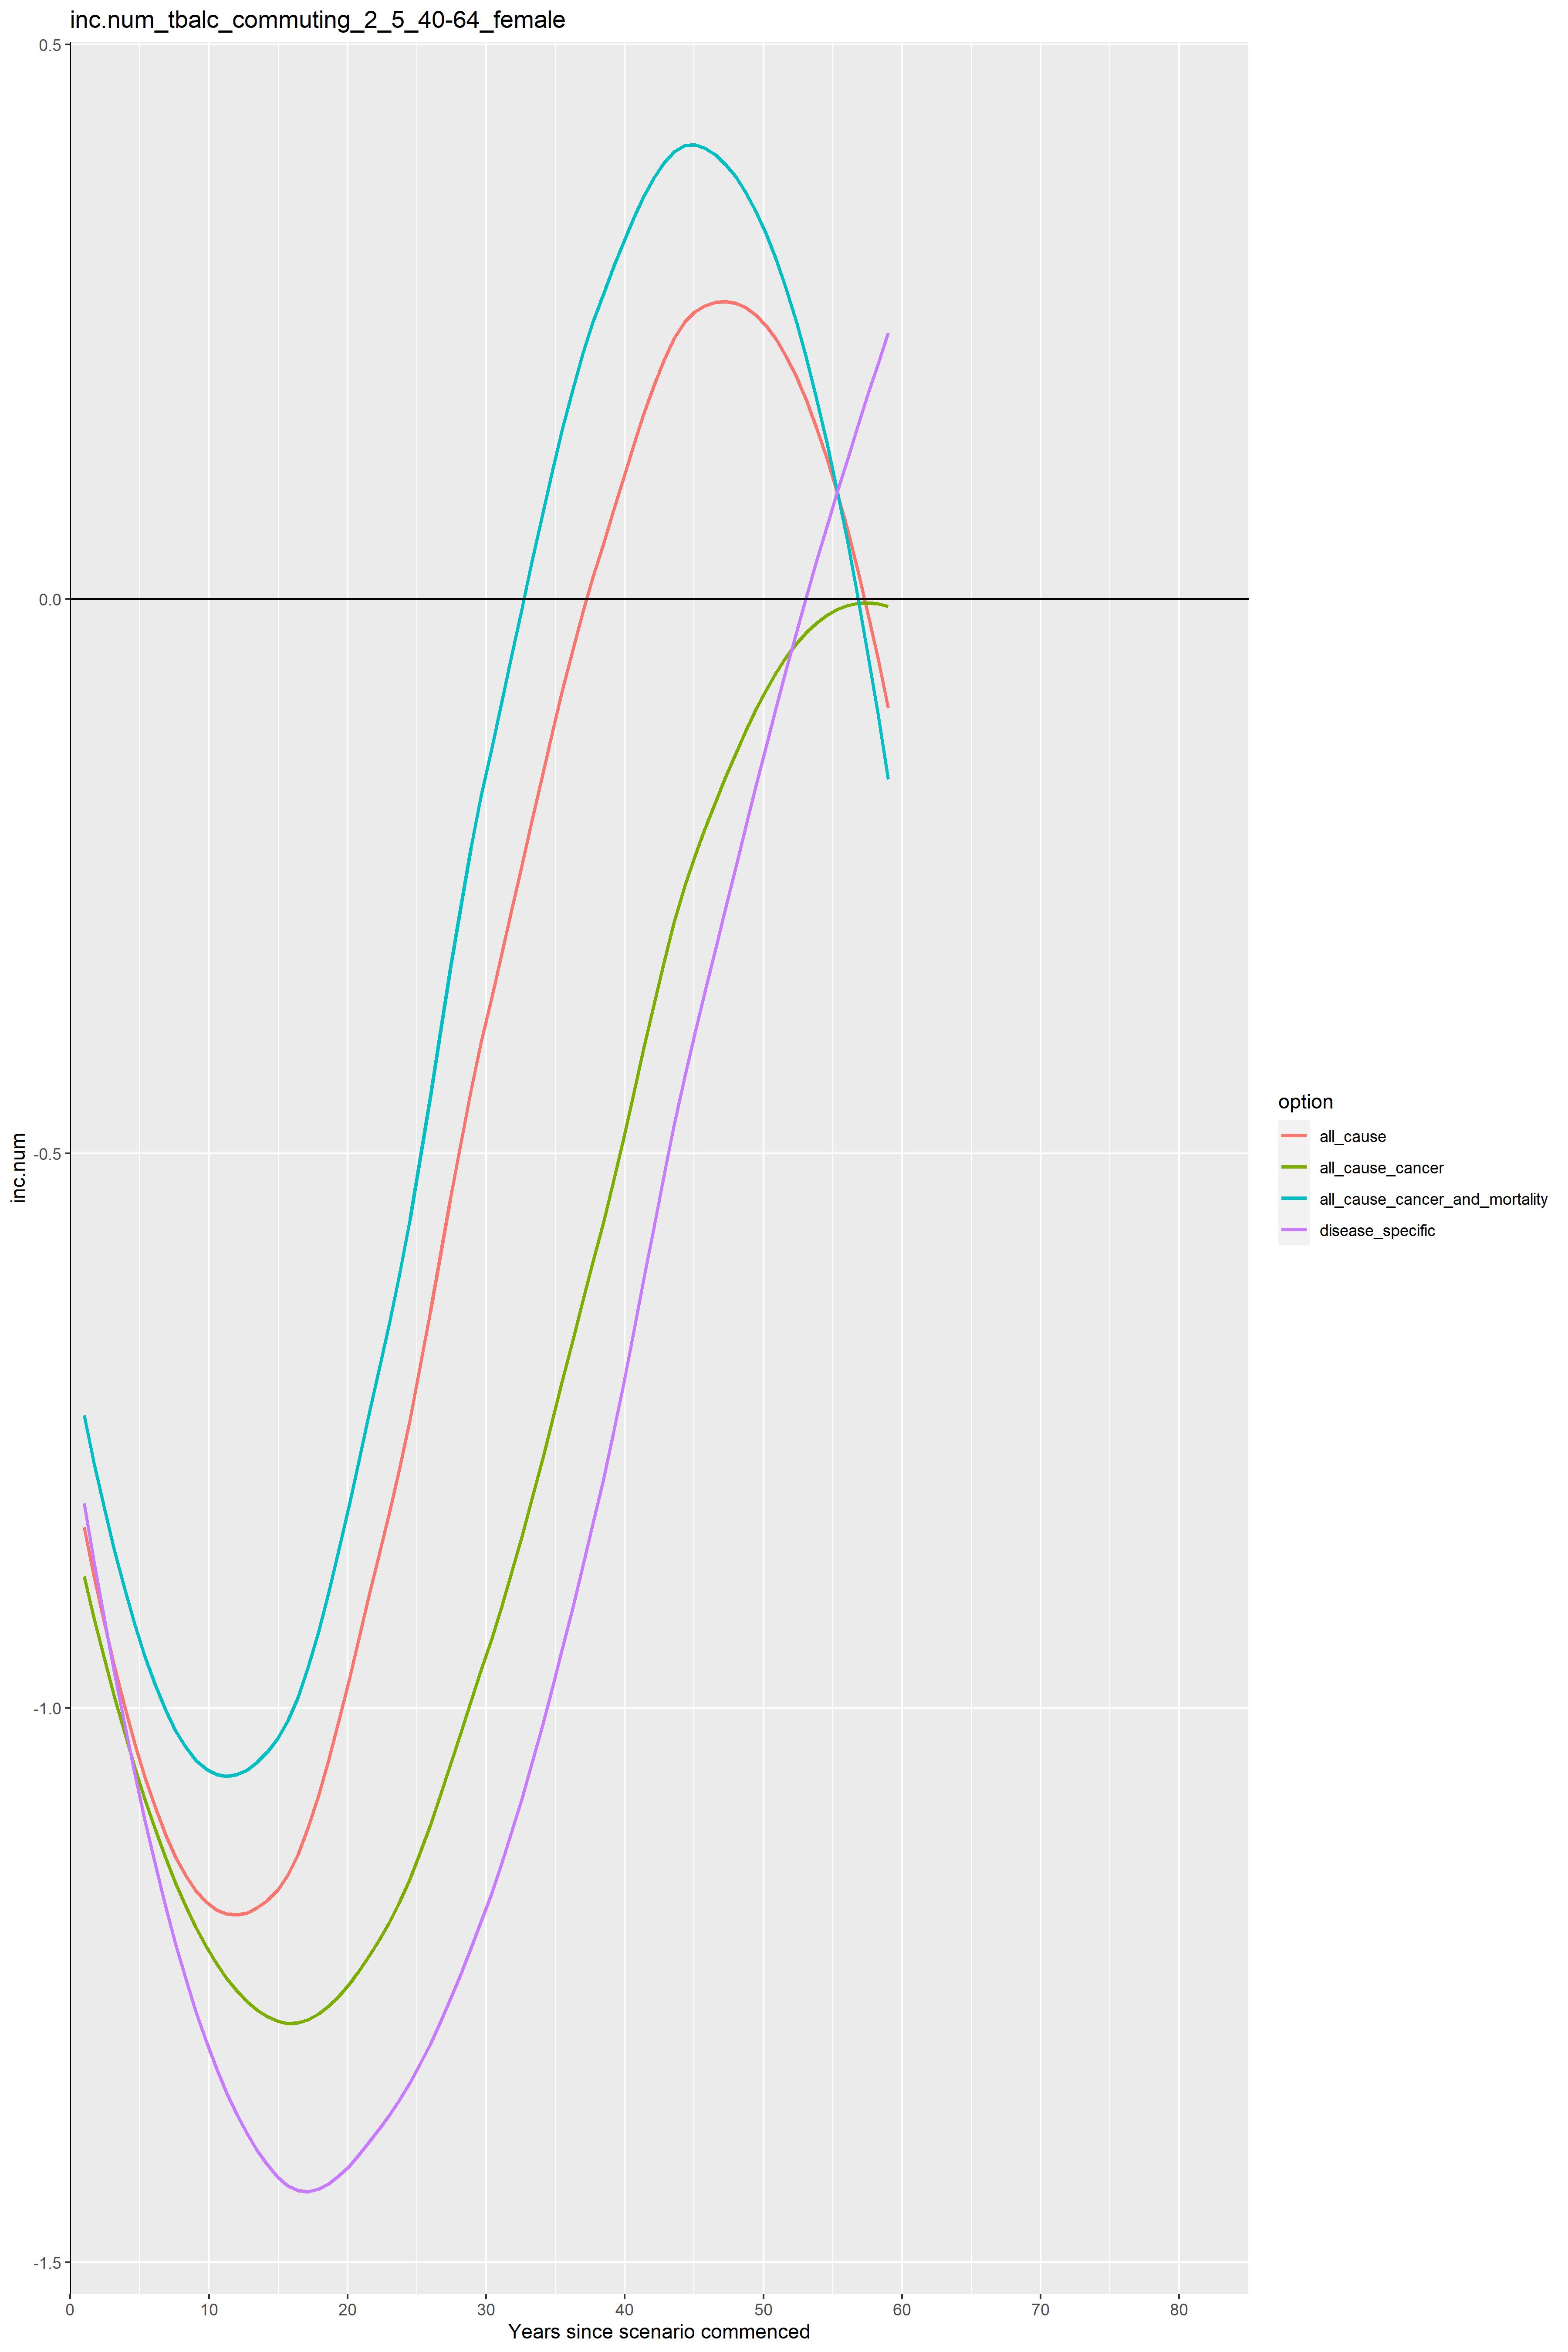 inc.num_tbalc_commuting_2_5_40-64_female
0.5
0.0
-0.5
-1.0
-1.5
inc.num
0 10 20 30 40 50 60 70 80
Years since scenario commenced
option
all_cause
all_cause_cancer
all_cause_cancer_and_mortality
disease_specific